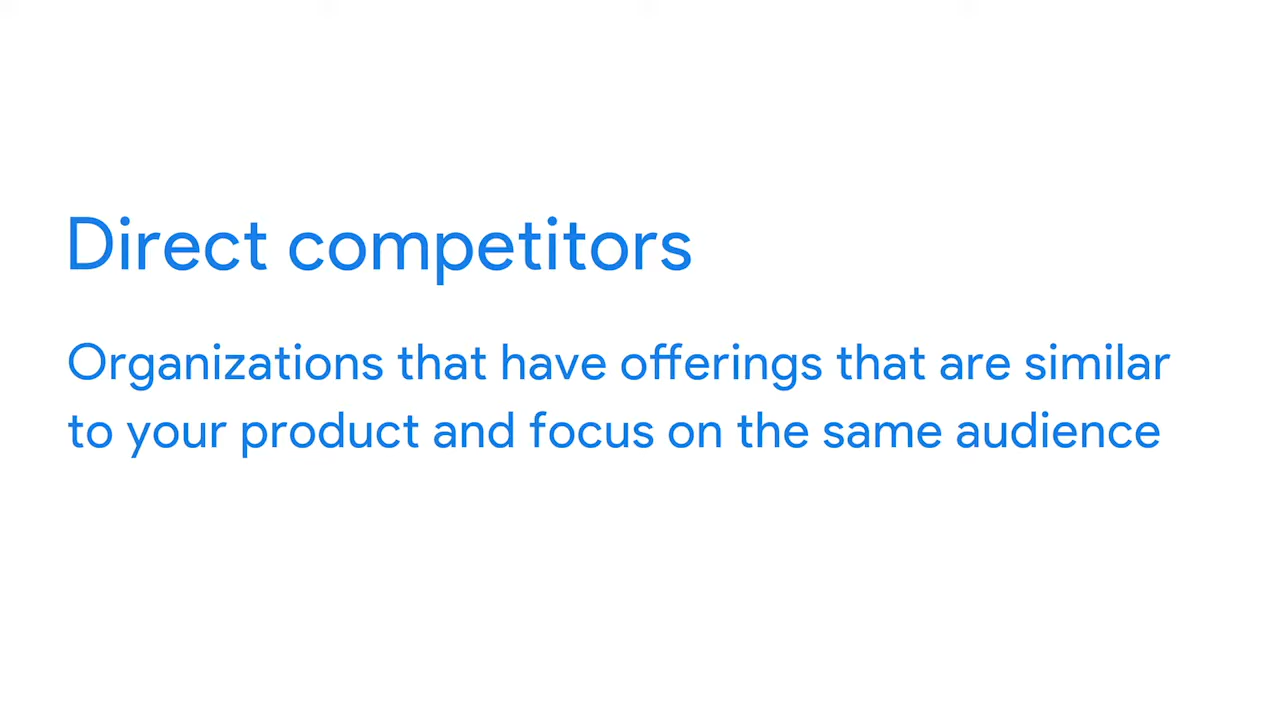 Direct competitors
Organizations that have offerings that are similar
to your product and focus on the same audience